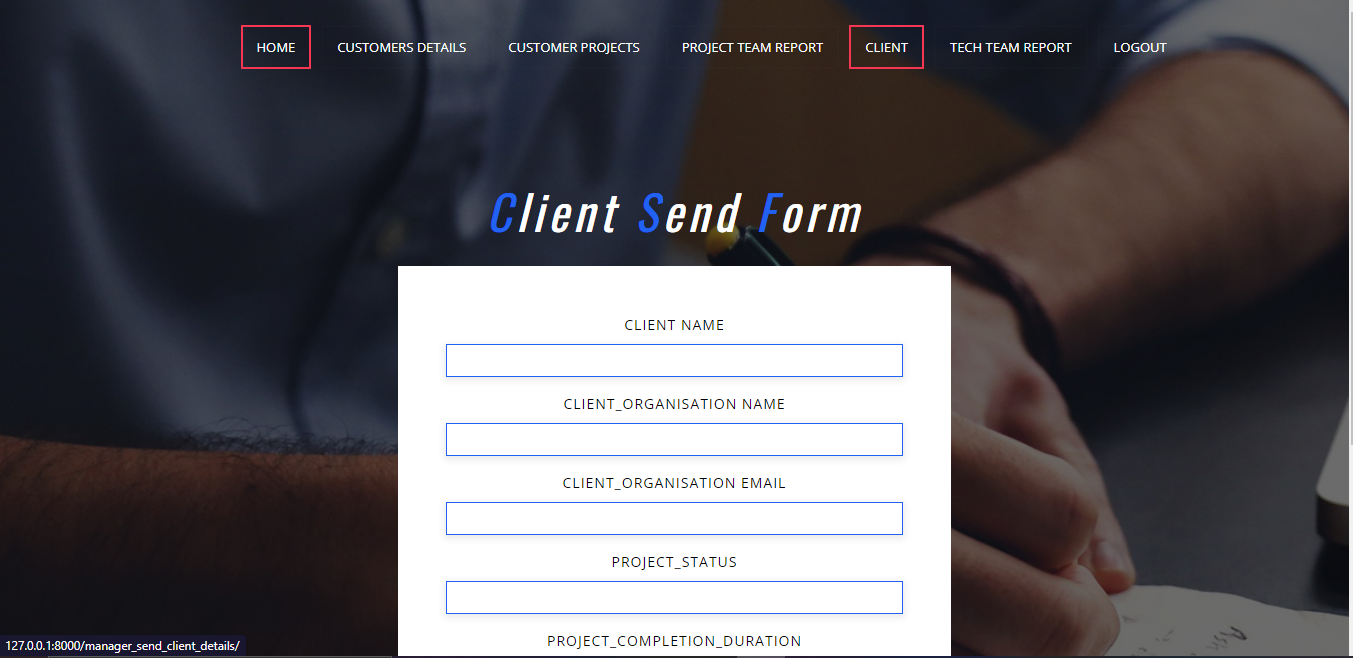 HOME CUSTOMERS DETAILS CUSTOMER PROJECTS PROJECT TEAM REPORT CLIENT TECH TEAM REPORT LOGOUT
Client Send Form
CLIENT NAME
CLIENT_ORGANISATION NAME
CLIENT_ORGANISATION EMAIL
PROJECT_STATUS
PROJECT_COMPLETION_DURATION
127.0.0.1:8000/manager_send_client_details/